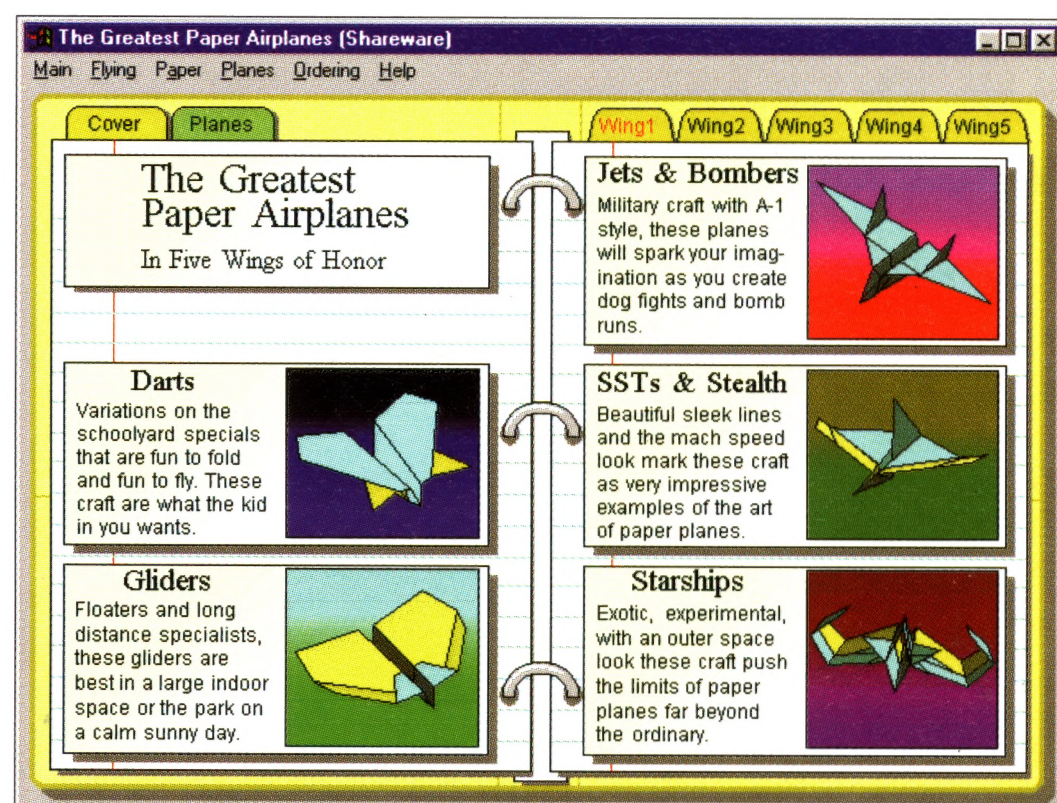 The Greatest Paper Airplanes (Shareware)
Main Flying Paper Planes Ordering Help
Cover Planes
Wing1 Wing2 Wing3 Wing4 Wing5
The Greatest
Paper Airplanes
In Five Wings of Honor
Darts
Variations on the
schoolyard specials
that are fun to fold
and fun to fly. These
craft are what the kid
in you wants.
Gliders
Floaters and long
distance specialists,
these gliders are
best in a large indoor
space or the park on
a calm sunny day.
Jets & Bombers
Military craft with A-1
style, these planes
will spark your imag-
ination as you create
dog fights and bomb
runs.
SSTs & Stealth
Beautiful sleek lines
and the mach speed
look mark these craft
as very impressive
examples of the art
of paper planes.
Starships
Exotic, experimental,
with an outer space
look these craft push
the limits of paper
planes far beyond
the ordinary.